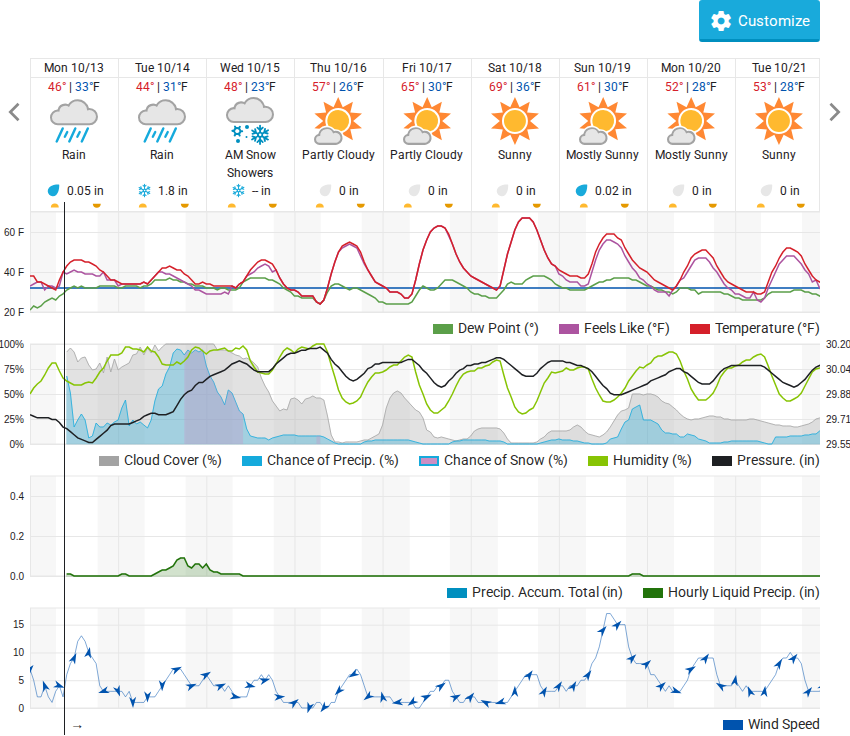 Customize
Mon 10/13 Tue 10/14 Wed 10/15 Thu 10/16 Fri 10/17 Sat 10/18 Sun 10/19 Mon 10/20 Tue 10/21
46° | 33°F 44° | 31°F 48° | 23°F 57° | 26°F 65° | 30°F 69° | 36°F 61° | 30°F 52° | 28°F 53° | 28°F
Rain Rain AM Snow Partly Cloudy Partly Cloudy Sunny Mostly Sunny Mostly Sunny Sunny
Showers
0.05 in 1.8 in -- in 0 in 0 in 0 in 0.02 in 0 in 0 in
60 F
40 F
20 F
Dew Point (°) Feels Like (°F) Temperature (°F)
100% 30.20
75% 30.04
50% 29.88
25% 29.71
0% 29.55
Cloud Cover (%) Chance of Precip. (%) Chance of Snow (%) Humidity (%) Pressure. (in)
0.4
0.2
0.0
Precip. Accum. Total (in) Hourly Liquid Precip. (in)
15
10
5
0
→ Wind Speed